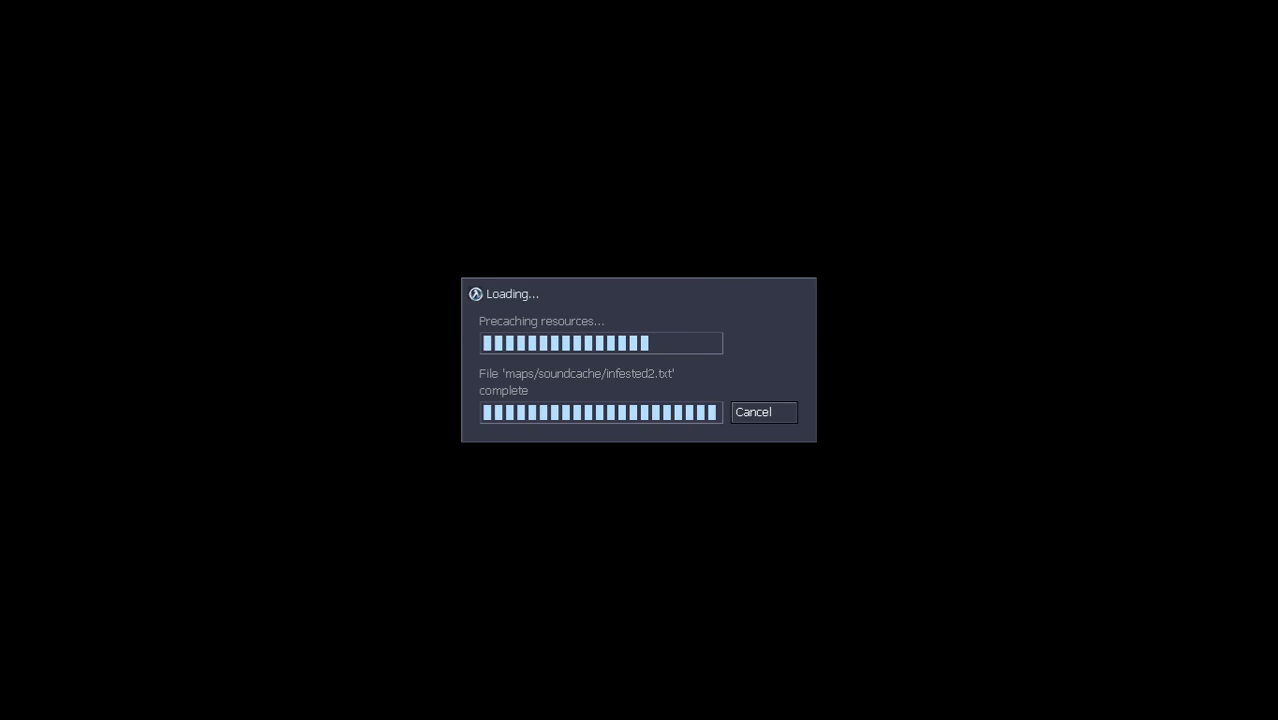 Loading...
Precaching resources...
File 'maps/soundcache/infested2.txt'
complete
Cancel